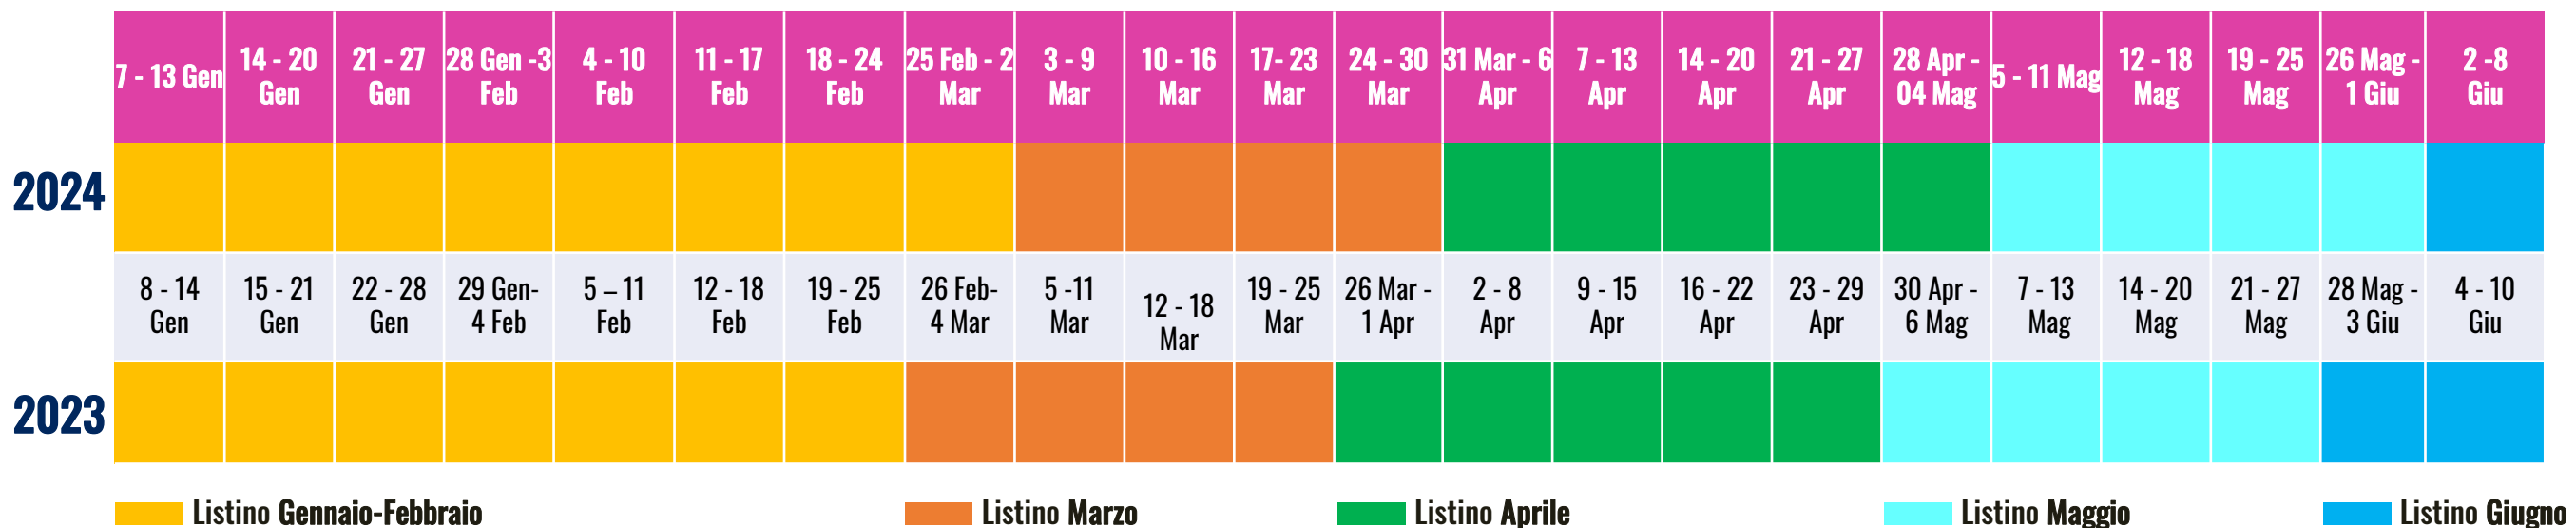 7 - 13 Gen
14 - 20
Gen
21 - 27
Gen
28 Gen -3
Feb
4 - 10
Feb
11 - 17
Feb
18 - 24
Feb
25 Feb - 2
Mar
3 - 9
Mar
10 - 16
Mar
17- 23
Mar
24 - 30
Mar
31 Mar - 6
Apr
7 - 13
Apr
14 - 20
Apr
21 - 27
Apr
28 Apr -
04 Mag
5 - 11 Mag
12 - 18
Mag
19 - 25
Mag
26 Mag -
1 Giu
2 -8
Giu
2024
8 - 14
Gen
15 - 21
Gen
22 - 28
Gen
29 Gen-
4 Feb
5 – 11
Feb
12 - 18
Feb
19 - 25
Feb
26 Feb-
4 Mar
5 -11
Mar
12 - 18
Mar
19 - 25
Mar
26 Mar -
1 Apr
2 - 8
Apr
9 - 15
Apr
16 - 22
Apr
23 - 29
Apr
30 Apr -
6 Mag
7 - 13
Mag
14 - 20
Mag
21 - 27
Mag
28 Mag -
3 Giu
4 - 10
Giu
2023
Listino Gennaio-Febbraio
Listino Marzo
Listino Aprile
Listino Maggio
Listino Giugno